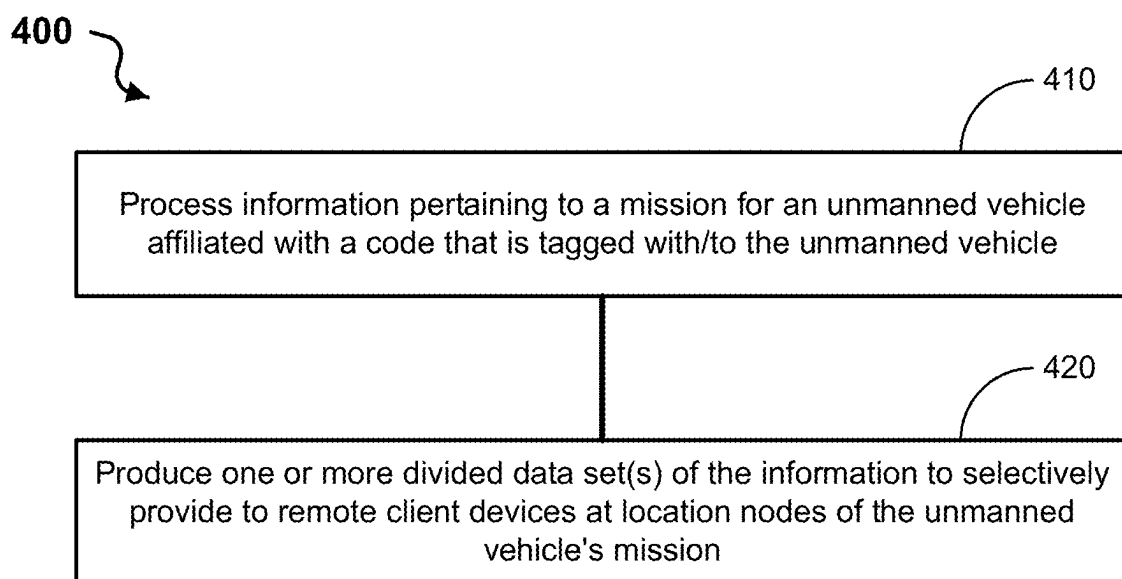 400
410
Process information pertaining to a mission for an unmanned vehicle
affiliated with a code that is tagged with/to the unmanned vehicle
420
Produce one or more divided data set(s) of the information to selectively
provide to remote client devices at location nodes of the unmanned
vehicle's mission